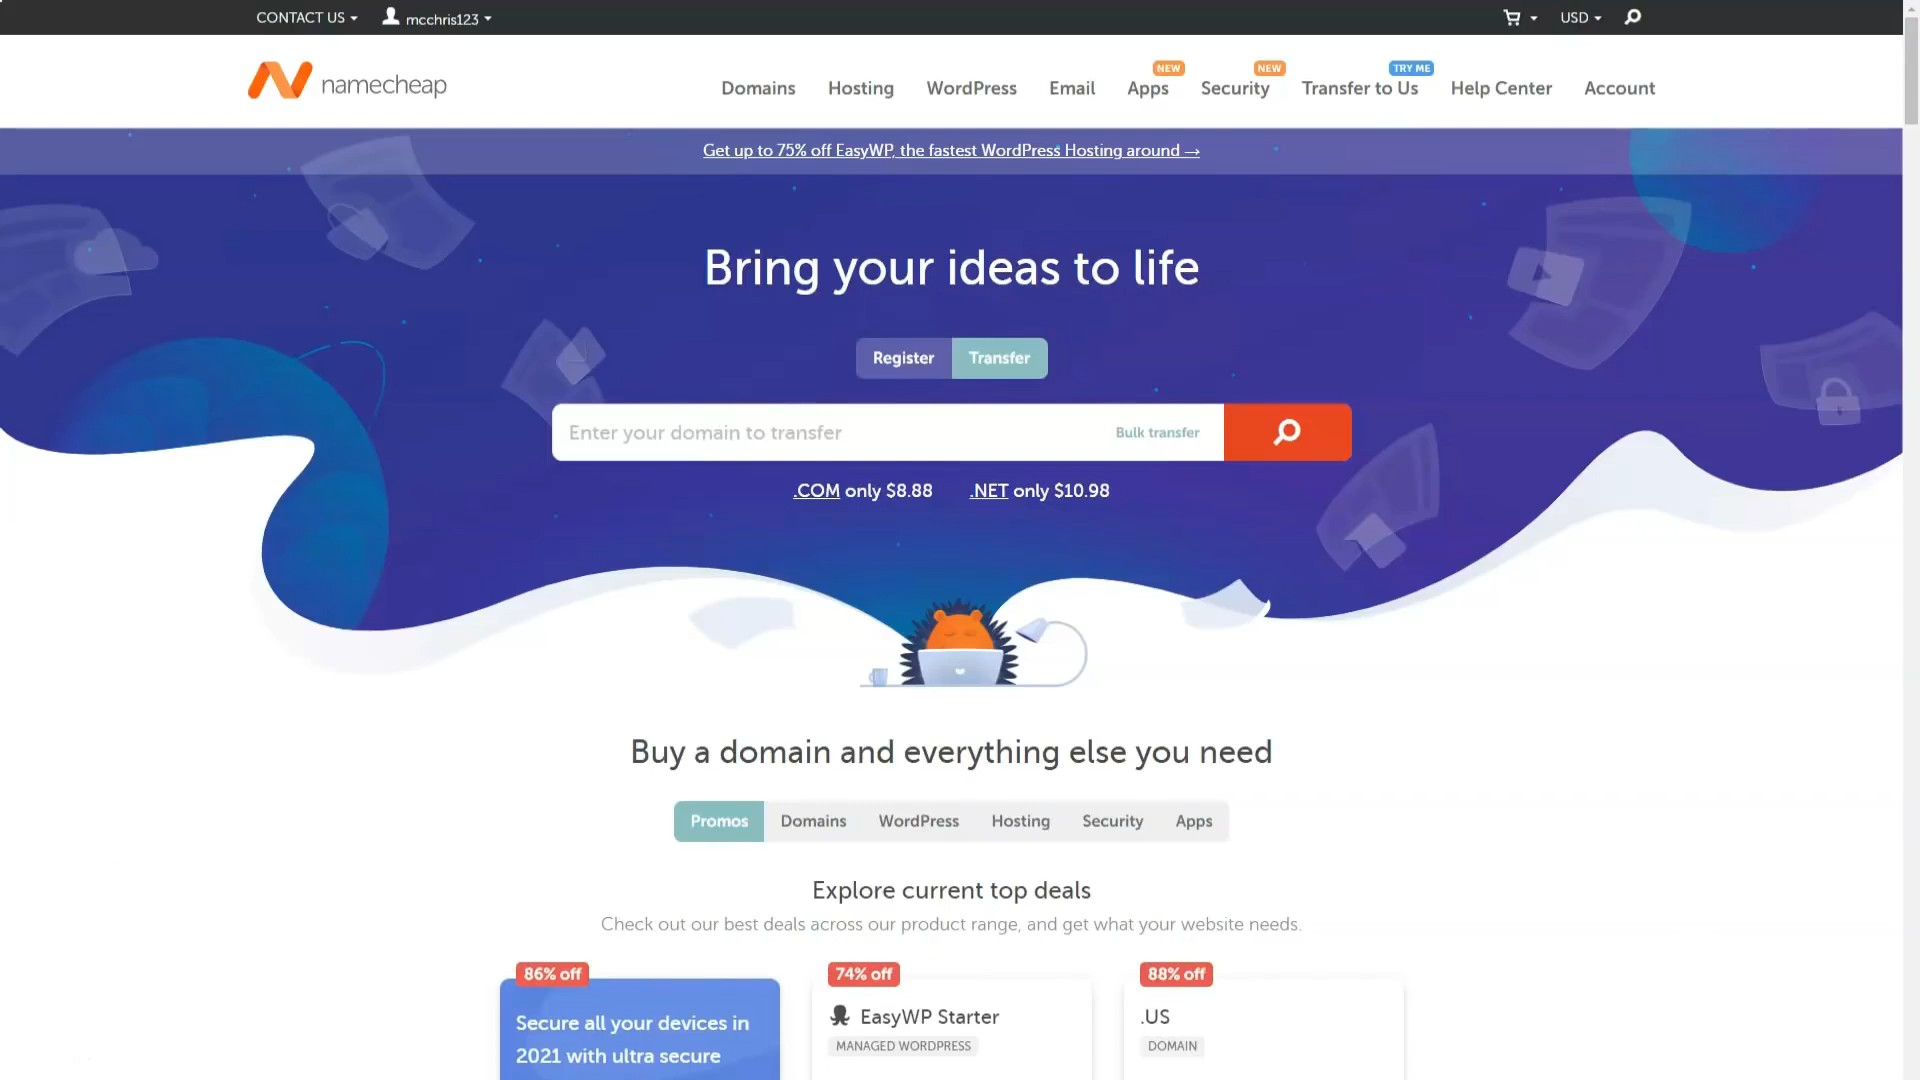 CONTACT US
mcchris123
USD
namecheap
Domains
Hosting
WordPress
Email
Apps
NEW
Security
NEW
Transfer to Us
TRY ME
Help Center
Account
Get up to 75% off EasyWP, the fastest WordPress Hosting around →
Bring your ideas to life
Register
Transfer
Enter your domain to transfer
Bulk transfer
.COM only $8.88
.NET only $10.98
Buy a domain and everything else you need
Promos
Domains
WordPress
Hosting
Security
Apps
Explore current top deals
Check out our best deals across our product range, and get what your website needs.
86% off
Secure all your devices in
2021 with ultra secure
74% off
EasyWP Starter
MANAGED WORDPRESS
88% off
.US
DOMAIN